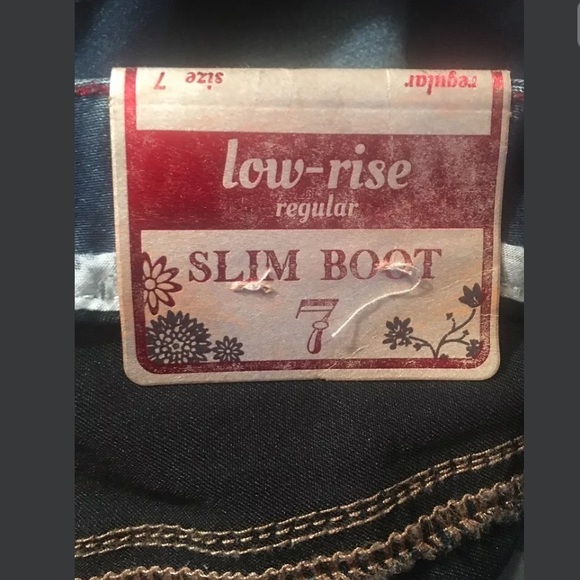 size 7 regular
low-rise
regular
SLIM BOOT
7